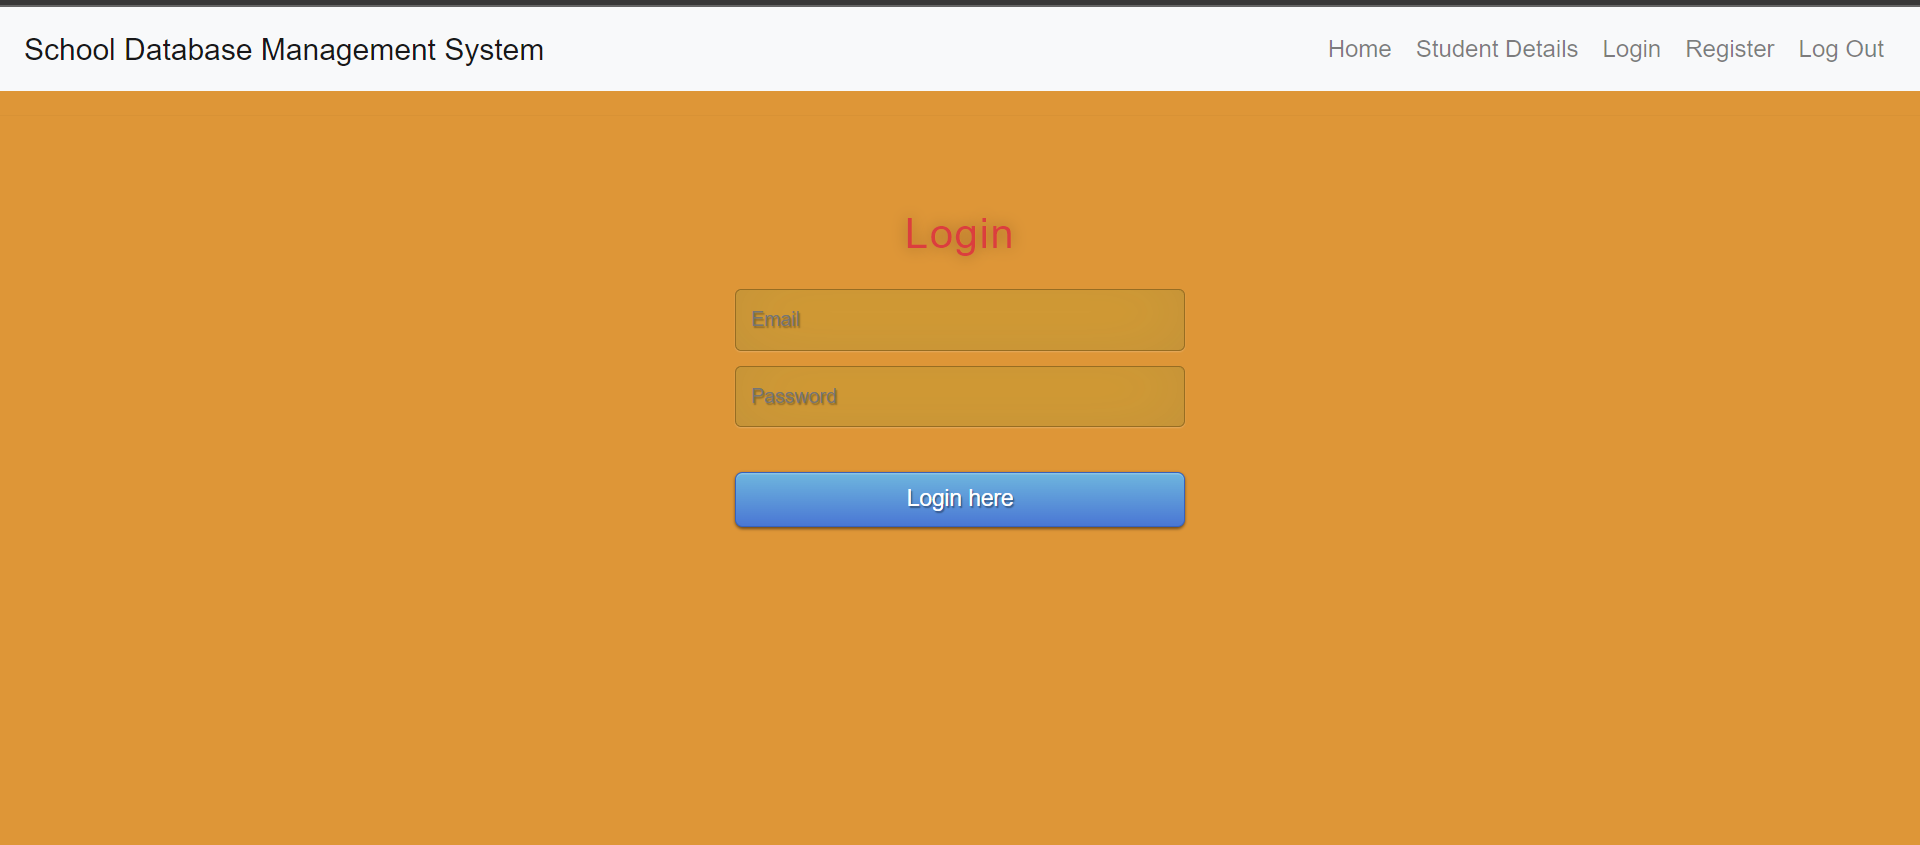 School Database Management System
Home Student Details Login Register Log Out
Login
Email
Password
Login here